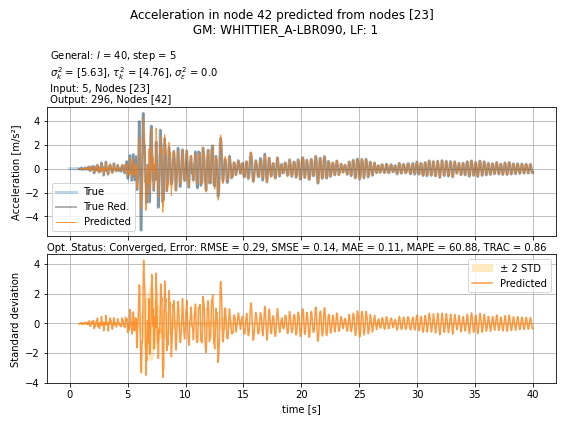 Acceleration in node 42 predicted from nodes [23]
GM: WHITTIER_A-LBR090, LF: 1
General: l = 40, step = 5
σ²ₖ = [5.63], τ²ₖ = [4.76], σ²ε = 0.0
Input: 5, Nodes [23]
Output: 296, Nodes [42]
Acceleration [m/s²]
4
2
0
−2
−4
True
True Red.
Predicted
Opt. Status: Converged, Error: RMSE = 0.29, SMSE = 0.14, MAE = 0.11, MAPE = 60.88, TRAC = 0.86
Standard deviation
4
2
0
−2
−4
± 2 STD
Predicted
0 5 10 15 20 25 30 35 40
time [s]